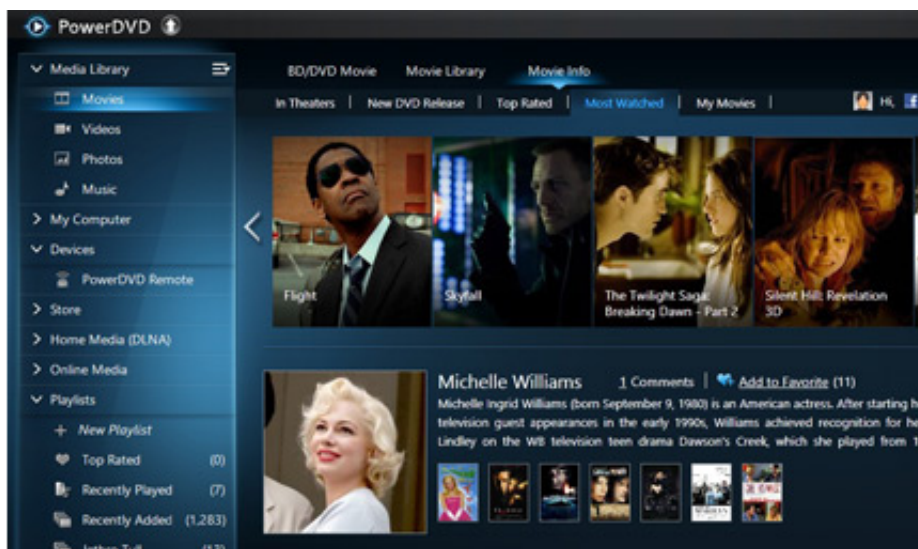 PowerDVD
Media Library
Movies
Videos
Photos
Music
My Computer
Devices
PowerDVD Remote
Store
Home Media (DLNA)
Online Media
Playlists
New Playlist
Top Rated (0)
Recently Played (7)
Recently Added (1,283)
BD/DVD Movie Movie Library Movie Info
In Theaters | New DVD Release | Top Rated | Most Watched | My Movies |
Hi,
Flight
Skyfall
The Twilight Saga:
Breaking Dawn - Part 2
Silent Hill: Revelation
3D
Michelle Williams 1 Comments | Add to Favorite (11)
Michelle Ingrid Williams (born September 9, 1980) is an American actress. After starting
television guest appearances in the early 1990s, Williams achieved recognition for
Lindley on the WB television teen drama Dawson's Creek, which she played from